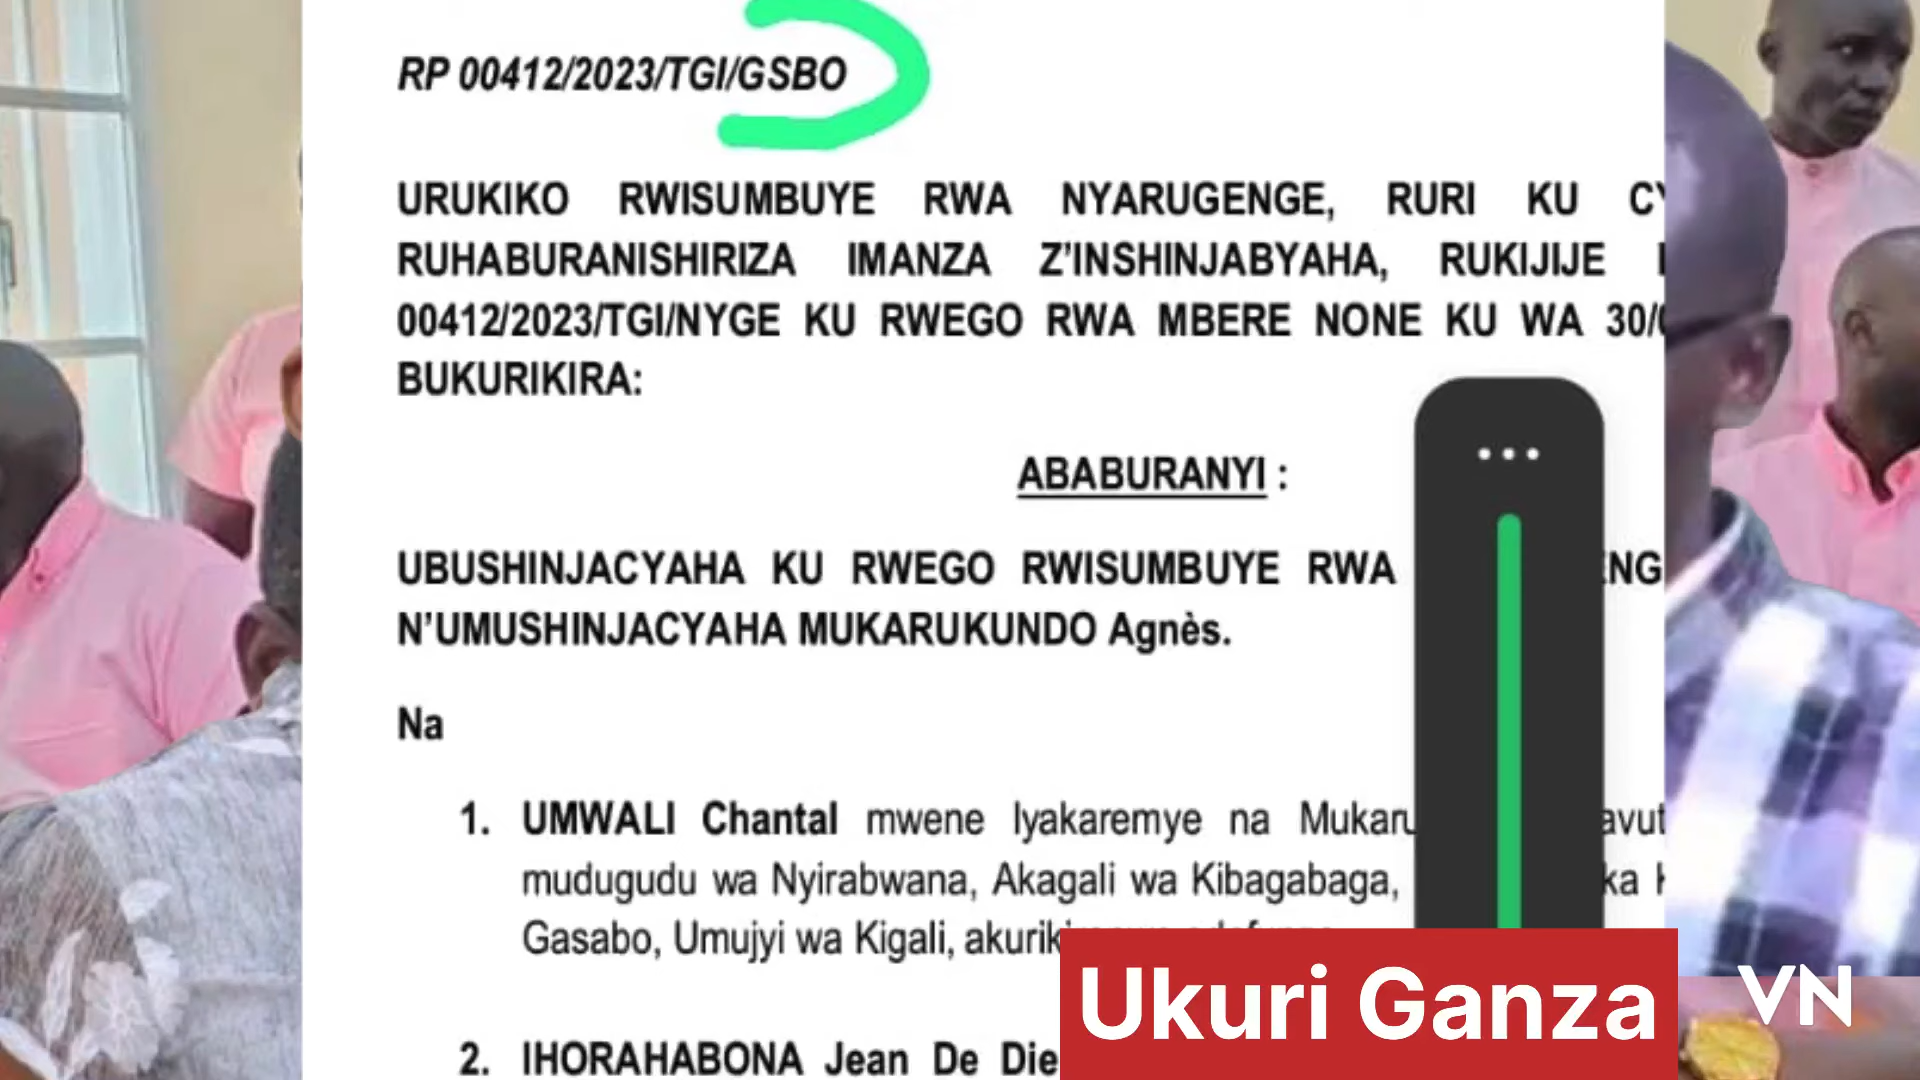 RP 00412/2023/TGI/GSBO
URUKIKO RWISUMBUYE RWA NYARUGENGE, RURI KU
RUHABURANISHIRIZA IMANZA Z'INSHINJABYAHA, RUKIJIJE
00412/2023/TGI/NYGE KU RWEGO RWA MBERE NONE KU WA
BUKURIKIRA:
ABABURANYI :
UBUSHINJACYAHA KU RWEGO RWISUMBUYE RWA
N'UMUSHINJACYAHA MUKARUKUNDO Agnès.
Na
1. UMWALI Chantal mwene Iyakaremye na
mudugudu wa Nyirabwana, Akagali wa Kibagabaga,
Gasabo, Umujyi wa Kigali,
2. IHORAHABONA Jean De
Ukuri Ganza
VN